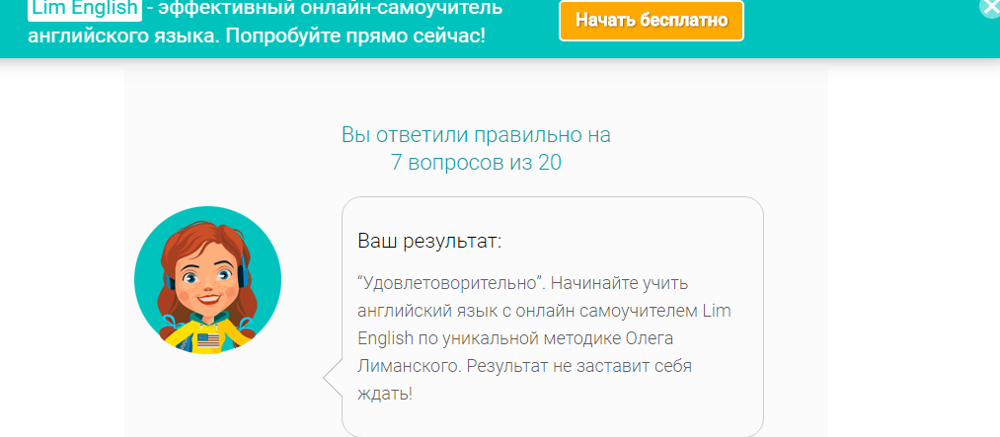 Lim English - эффективный онлайн-самоучитель
английского языка. Попробуйте прямо сейчас!
Начать бесплатно
Вы ответили правильно на
7 вопросов из 20
Ваш результат:
“Удовлетоворительно”. Начинайте учить
английский язык с онлайн самоучителем Lim
English по уникальной методике Олега
Лиманского. Результат не заставит себя
ждать!